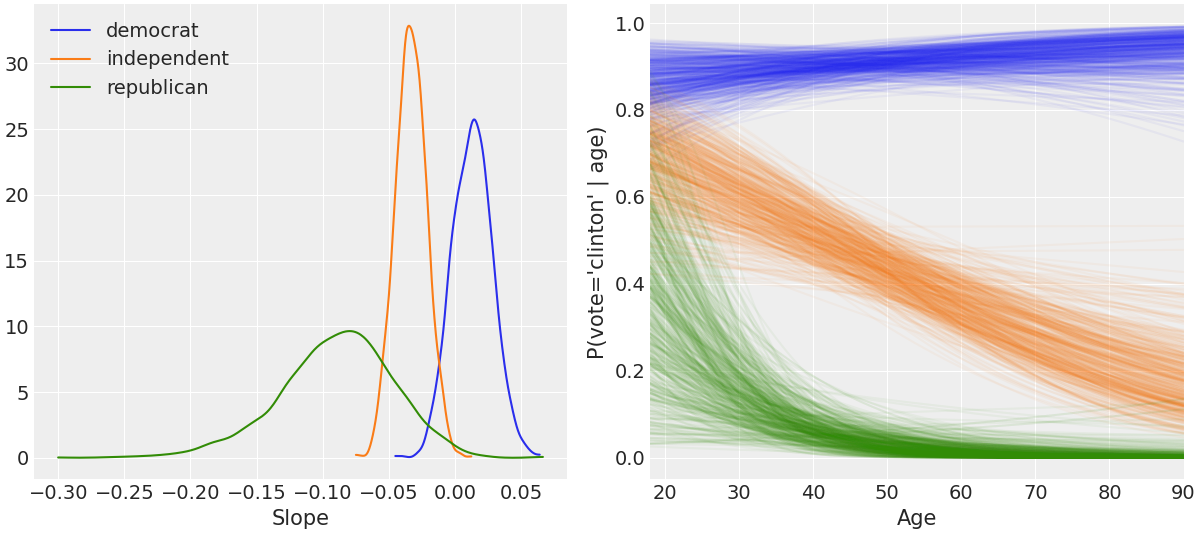 democrat
independent
republican
30
25
20
15
10
5
0
−0.30 −0.25 −0.20 −0.15 −0.10 −0.05 0.00 0.05
Slope
P(vote='clinton' | age)
1.0
0.8
0.6
0.4
0.2
0.0
20 30 40 50 60 70 80 90
Age